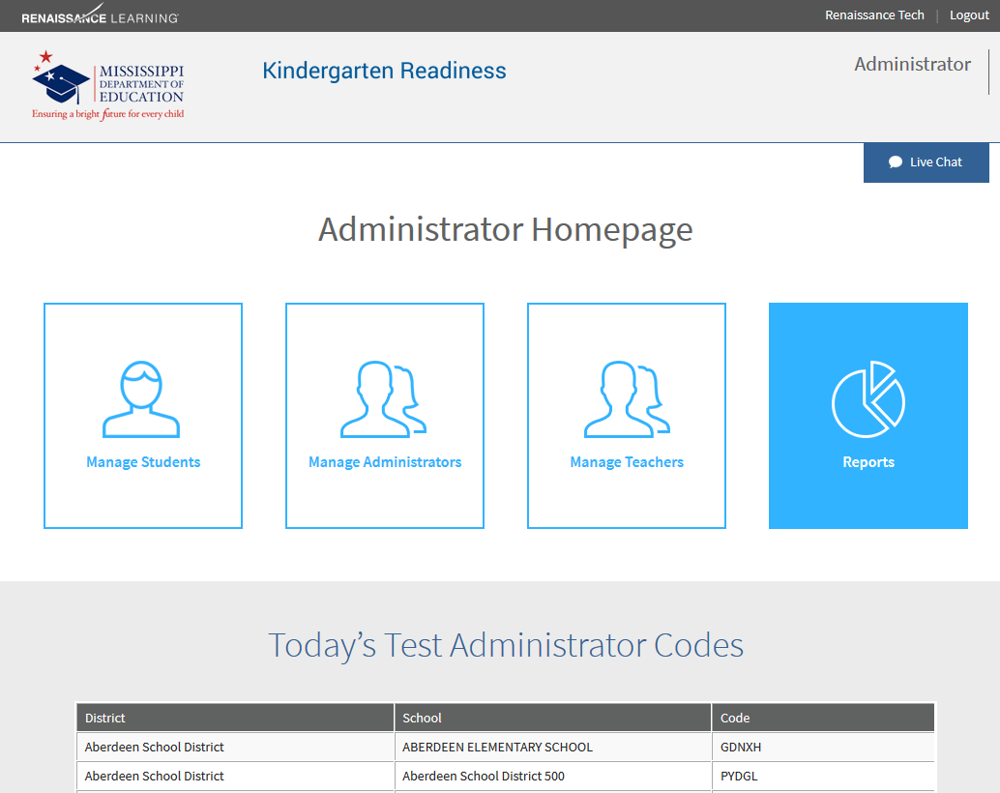 RENAISSANCE LEARNING®
Renaissance Tech | Logout
MISSISSIPPI
DEPARTMENT OF
EDUCATION
Ensuring a bright future for every child
Kindergarten Readiness
Administrator
Live Chat
Administrator Homepage
Manage Students
Manage Administrators
Manage Teachers
Reports
Today’s Test Administrator Codes
District School Code
Aberdeen School District ABERDEEN ELEMENTARY SCHOOL GDNXH
Aberdeen School District Aberdeen School District 500 PYDGL